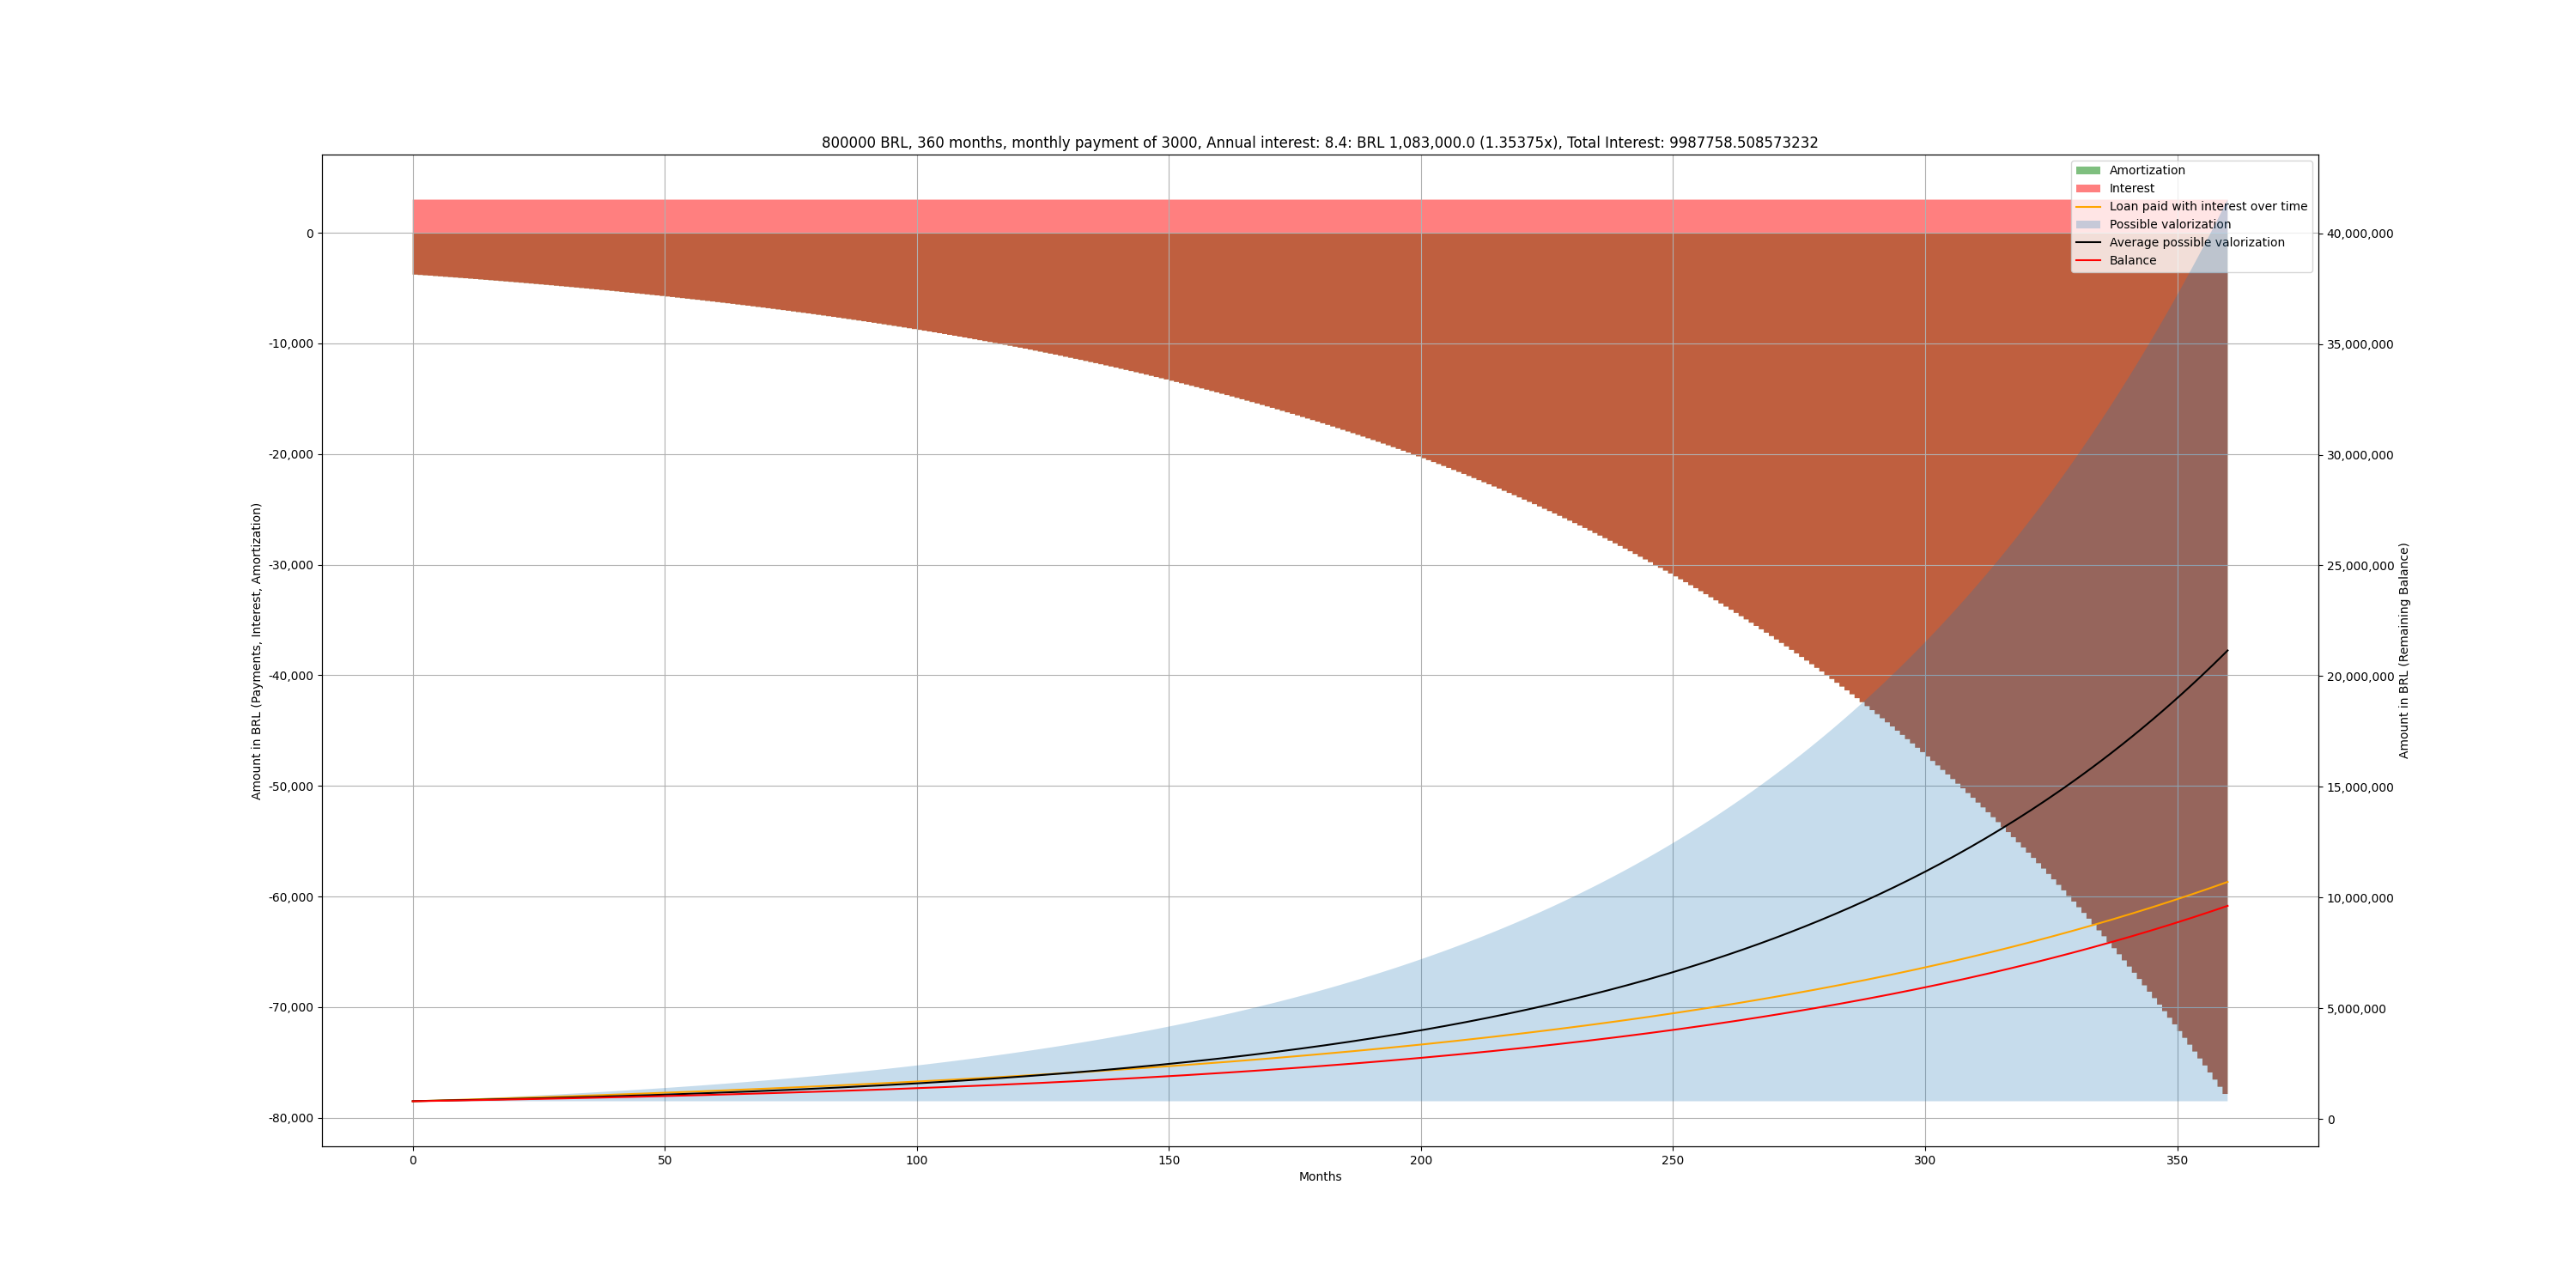 800000 BRL, 360 months, monthly payment of 3000, Annual interest: 8.4: BRL 1,083,000.0 (1.35375x), Total Interest: 9987758.508573232
Amortization
Interest
Loan paid with interest over time
Possible valorization
Average possible valorization
Balance
Amount in BRL (Payments, Interest, Amortization)
0
-10,000
-20,000
-30,000
-40,000
-50,000
-60,000
-70,000
-80,000
40,000,000
35,000,000
30,000,000
25,000,000
20,000,000
15,000,000
10,000,000
5,000,000
0
Amount in BRL (Remaining Balance)
0 50 100 150 200 250 300 350
Months